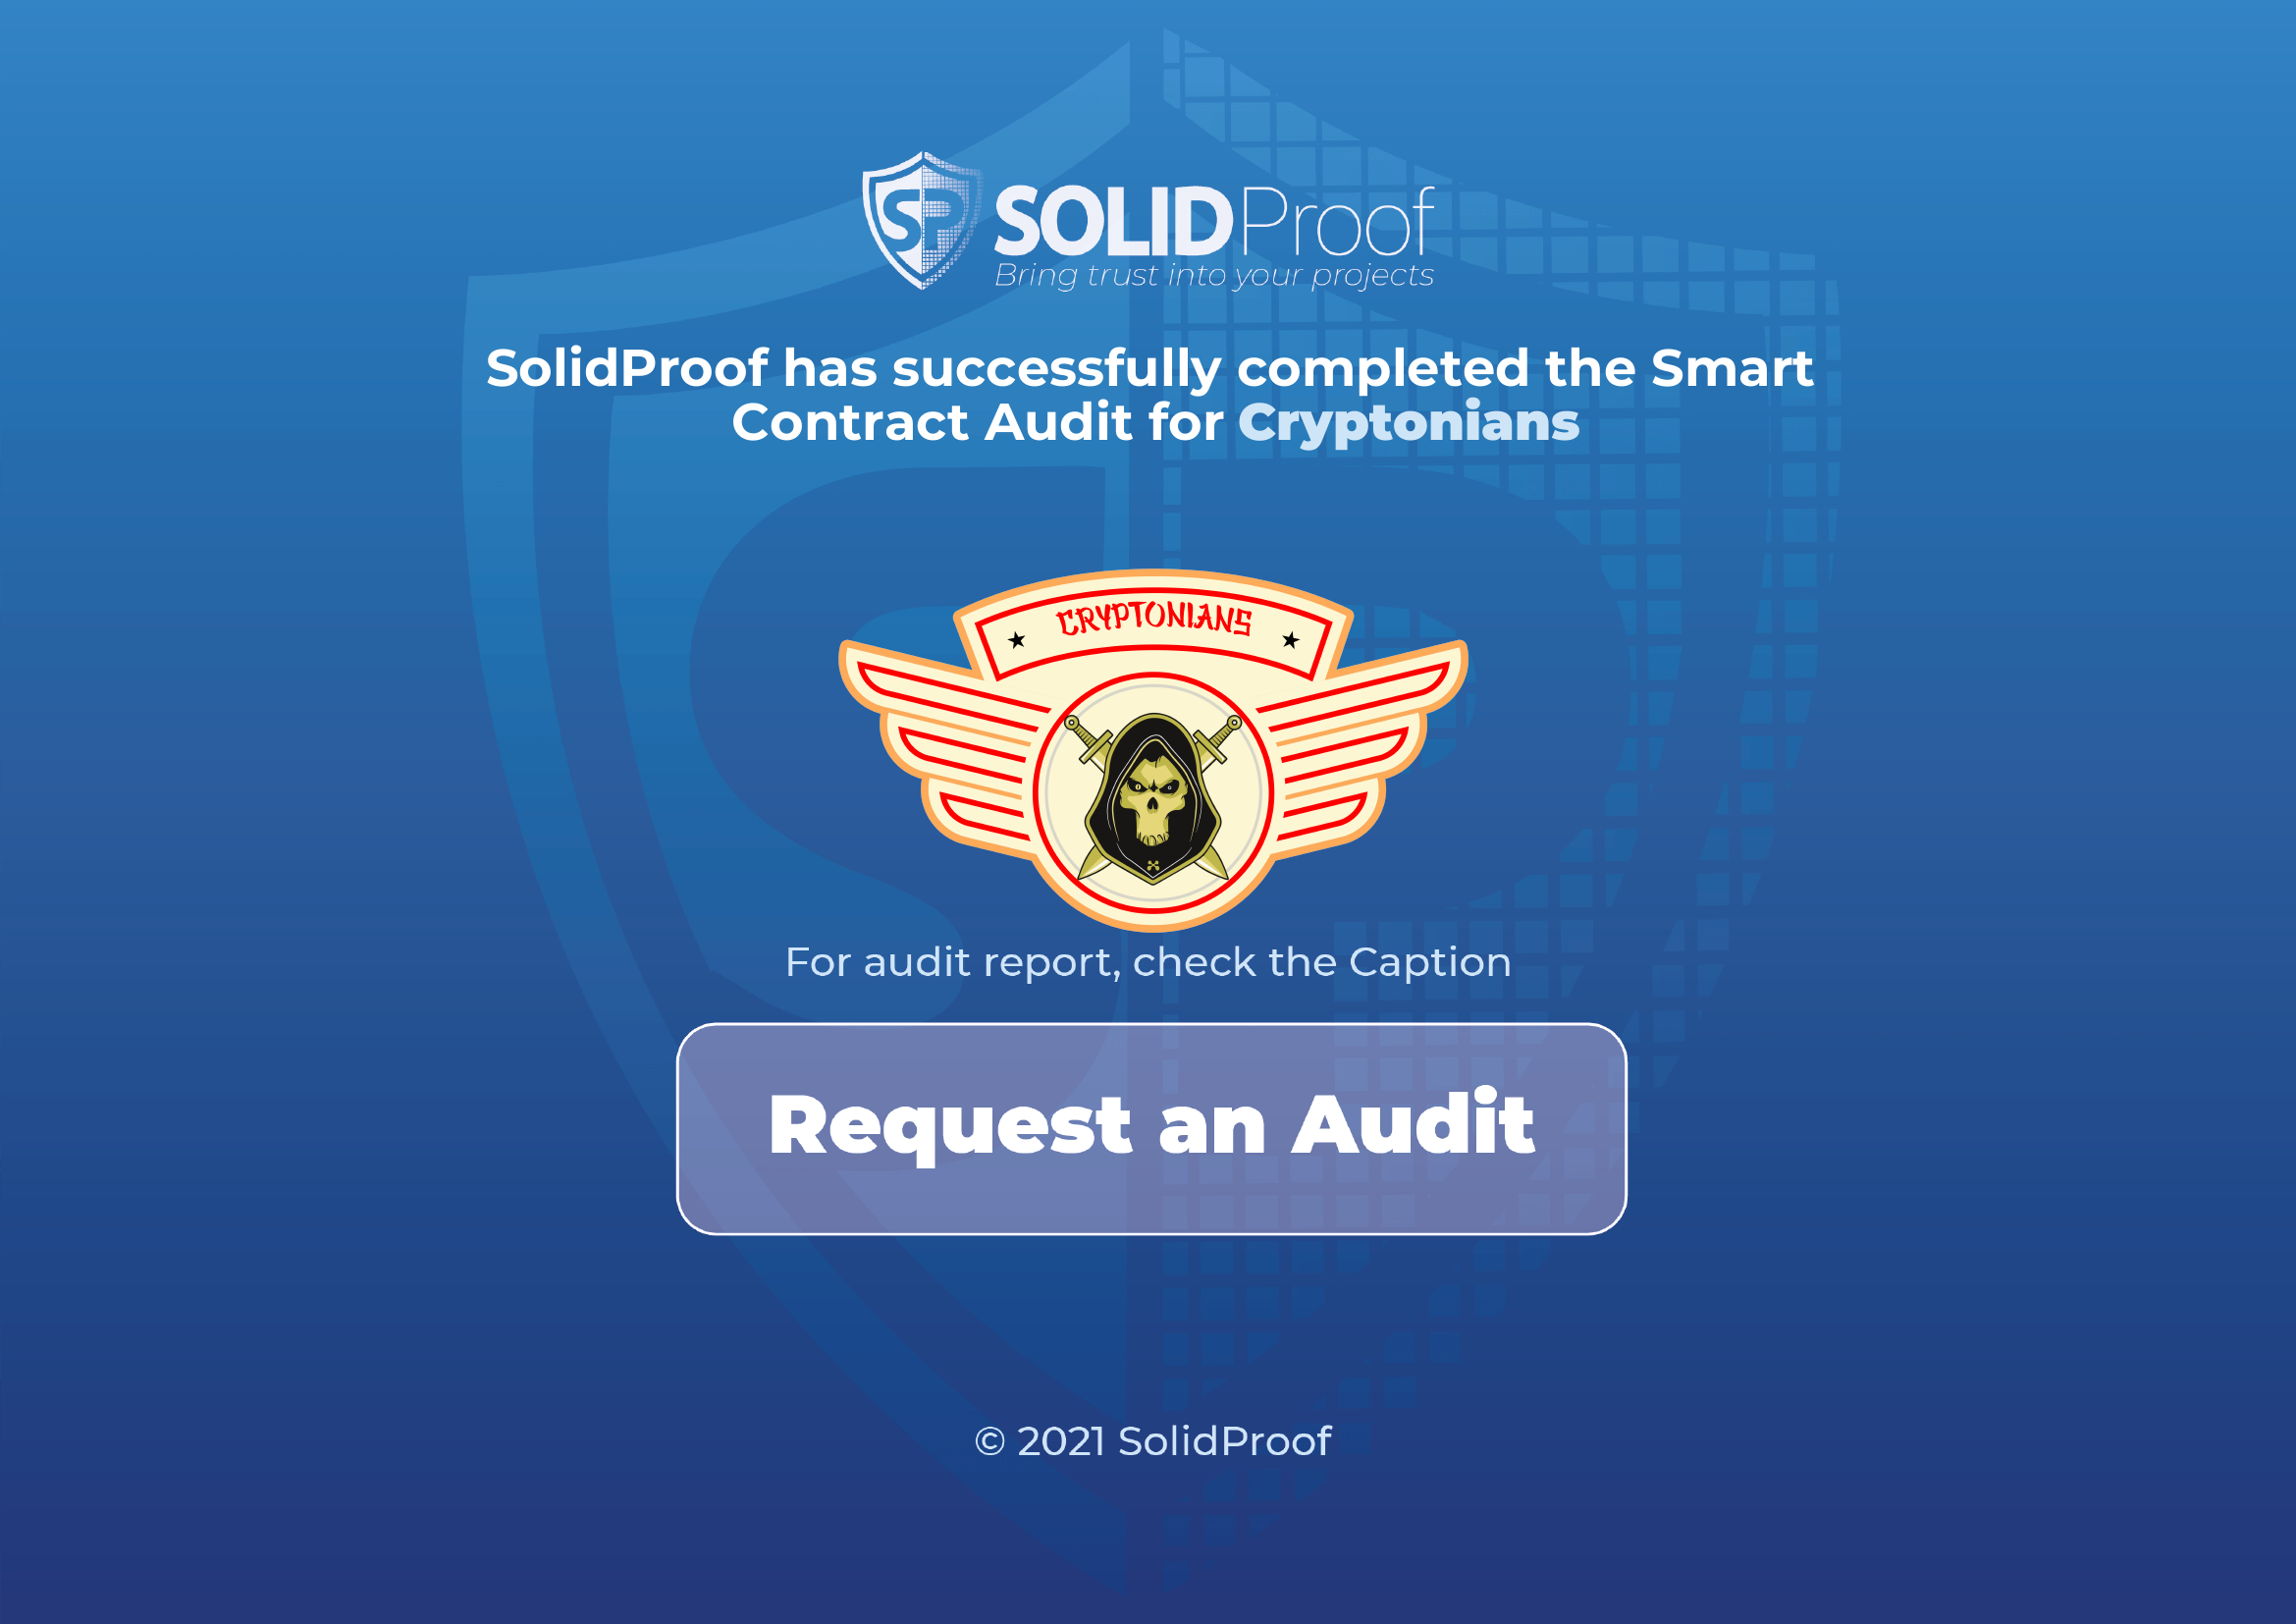 SP SOLIDProof
Bring trust into your projects
SolidProof has successfully completed the Smart
Contract Audit for Cryptonians
CRYPTONIANS
For audit report, check the Caption
Request an Audit
© 2021 SolidProof